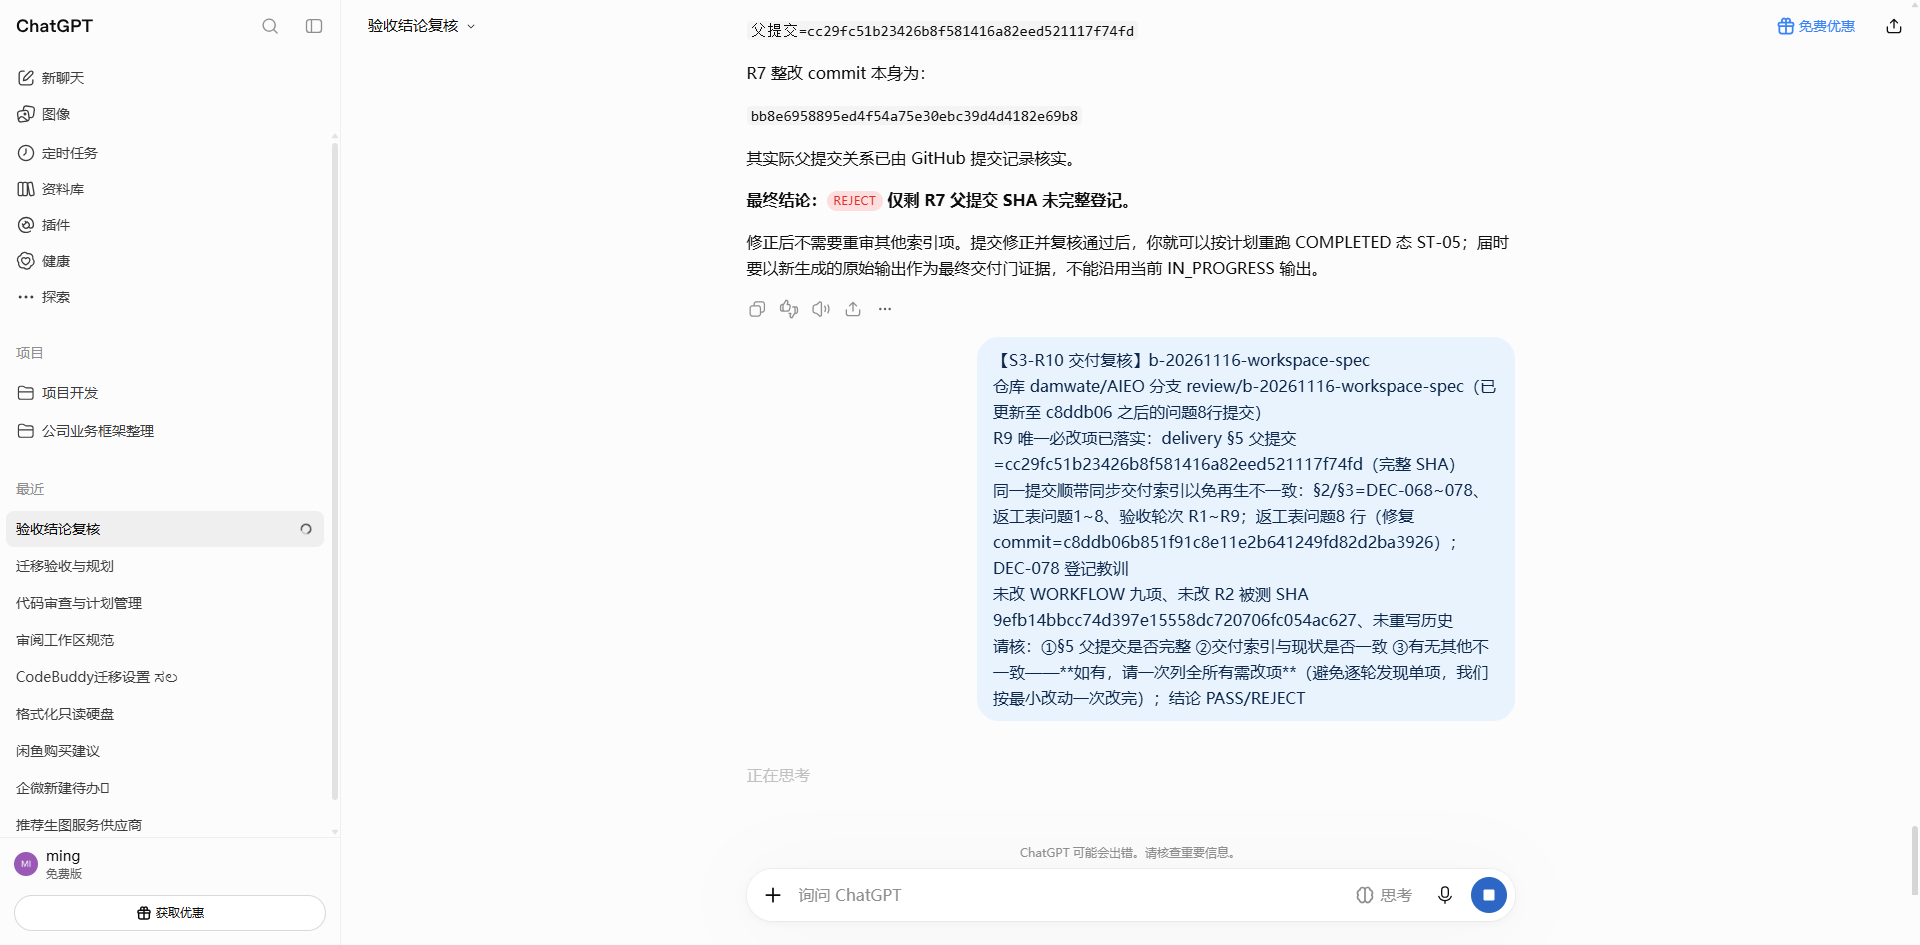 ChatGPT
新聊天
图像
定时任务
资料库
插件
健康
探索
项目
项目开发
公司业务框架整理
最近
验收结论复核
迁移验收与规划
代码审查与计划管理
审阅工作区规范
CodeBuddy迁移设置
格式化只读硬盘
闲鱼购买建议
企微新建待办
推荐生图服务供应商
MI
ming
免费版
获取优惠
验收结论复核
免费优惠
父提交=cc29fc51b23426b8f581416a82eed521117f74fd
R7 整改 commit 本身为：
bb8e6958895ed4f54a75e30ebc39d4d4182e69b8
其实际父提交关系已由 GitHub 提交记录核实。
最终结论： REJECT 仅剩 R7 父提交 SHA 未完整登记。
修正后不需要重审其他索引项。提交修正并复核通过后，你就可以按计划重跑 COMPLETED 态 ST-05；届时
要以新生成的原始输出作为最终交付门证据，不能沿用当前 IN_PROGRESS 输出。
【S3-R10 交付复核】b-20261116-workspace-spec
仓库 damwate/AIEO 分支 review/b-20261116-workspace-spec（已
更新至 c8ddb06 之后的问题8行提交）
R9 唯一必改项已落实：delivery §5 父提交
=cc29fc51b23426b8f581416a82eed521117f74fd（完整 SHA）
同一提交顺带同步交付索引以免再生不一致：§2/§3=DEC-068~078、
返工表问题1~8、验收轮次 R1~R9；返工表问题8 行（修复
commit=c8ddb06b851f91c8e11e2b641249fd82d2ba3926）；
DEC-078 登记教训
未改 WORKFLOW 九项、未改 R2 被测 SHA
9efb14bbcc74d397e15558dc720706fc054ac627、未重写历史
请核：①§5 父提交是否完整 ②交付索引与现状是否一致 ③有无其他不
一致——**如有，请一次列全所有需改项**（避免逐轮发现单项，我们
按最小改动一次改完）；结论 PASS/REJECT
正在思考
ChatGPT 可能会出错。请核查重要信息。
询问 ChatGPT
思考